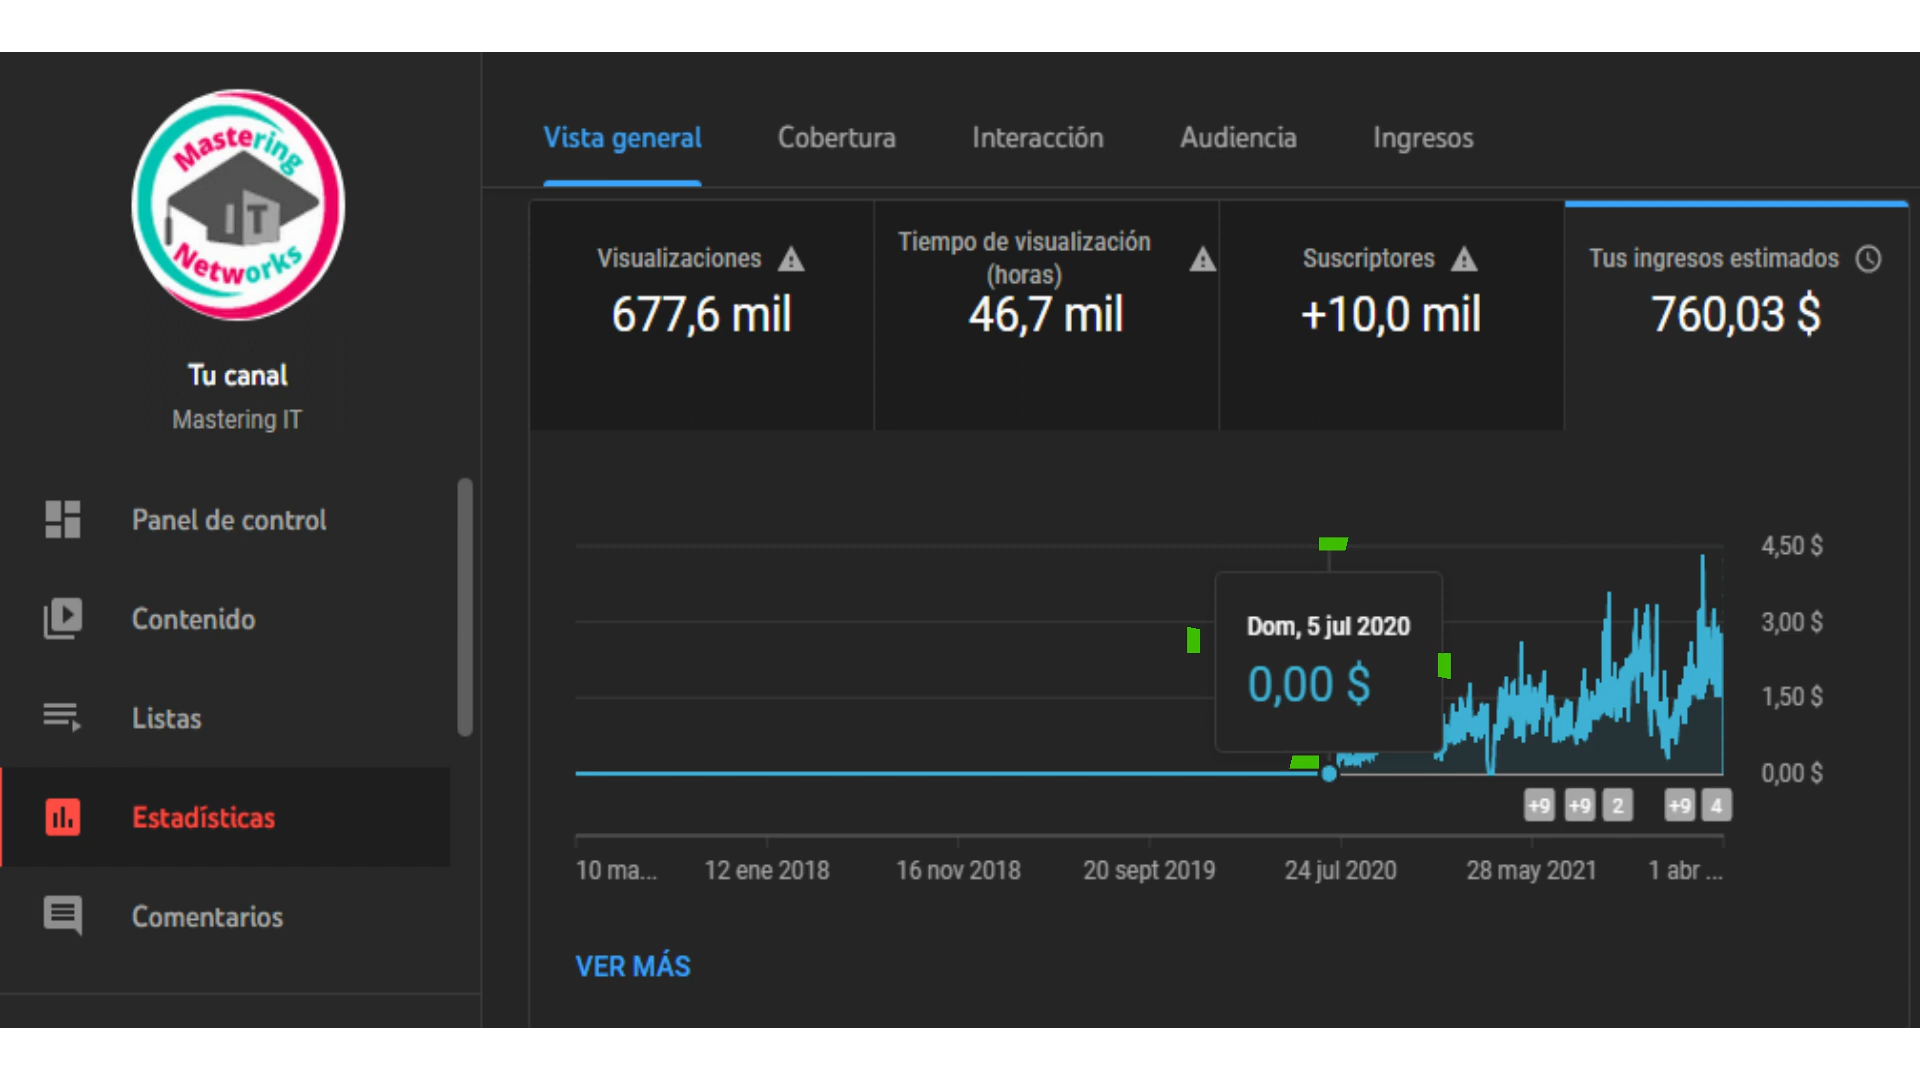 Mastering
IT
Networks
Tu canal
Mastering IT
Panel de control
Contenido
Listas
Estadísticas
Comentarios
Vista general
Cobertura
Interacción
Audiencia
Ingresos
Visualizaciones
677,6 mil
Tiempo de visualización
(horas)
46,7 mil
Suscriptores
+10,0 mil
Tus ingresos estimados
760,03 $
Dom, 5 jul 2020
0,00 $
4,50 $
3,00 $
1,50 $
0,00 $
+9 +9 2 +9 4
10 ma... 12 ene 2018 16 nov 2018 20 sept 2019 24 jul 2020 28 may 2021 1 abr ...
VER MÁS